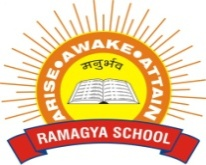 ARISE • AWAKE • ATTAIN
मनुर्भव
RAMAGYA SCHOOL